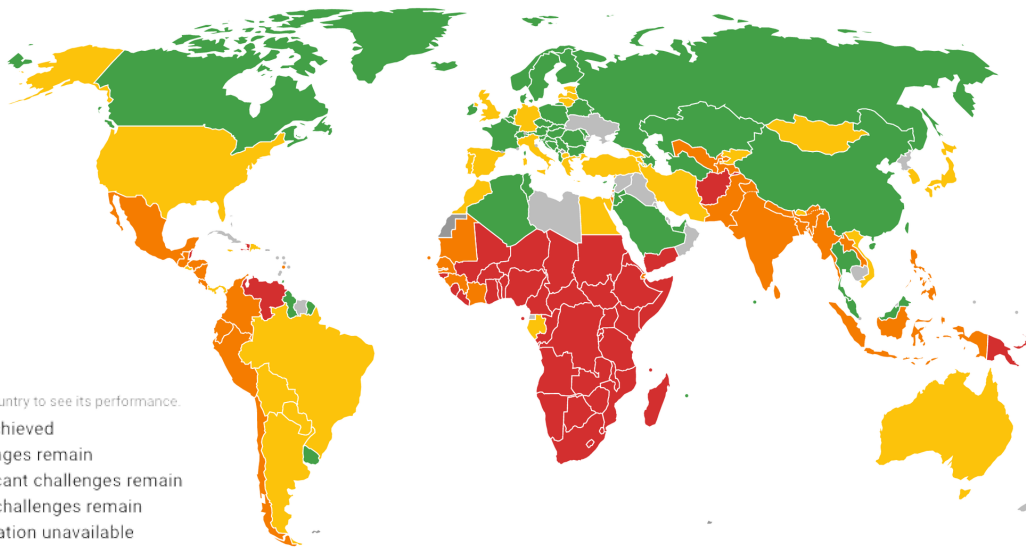 untry to see its performance.
hieved
ges remain
cant challenges remain
challenges remain
ation unavailable